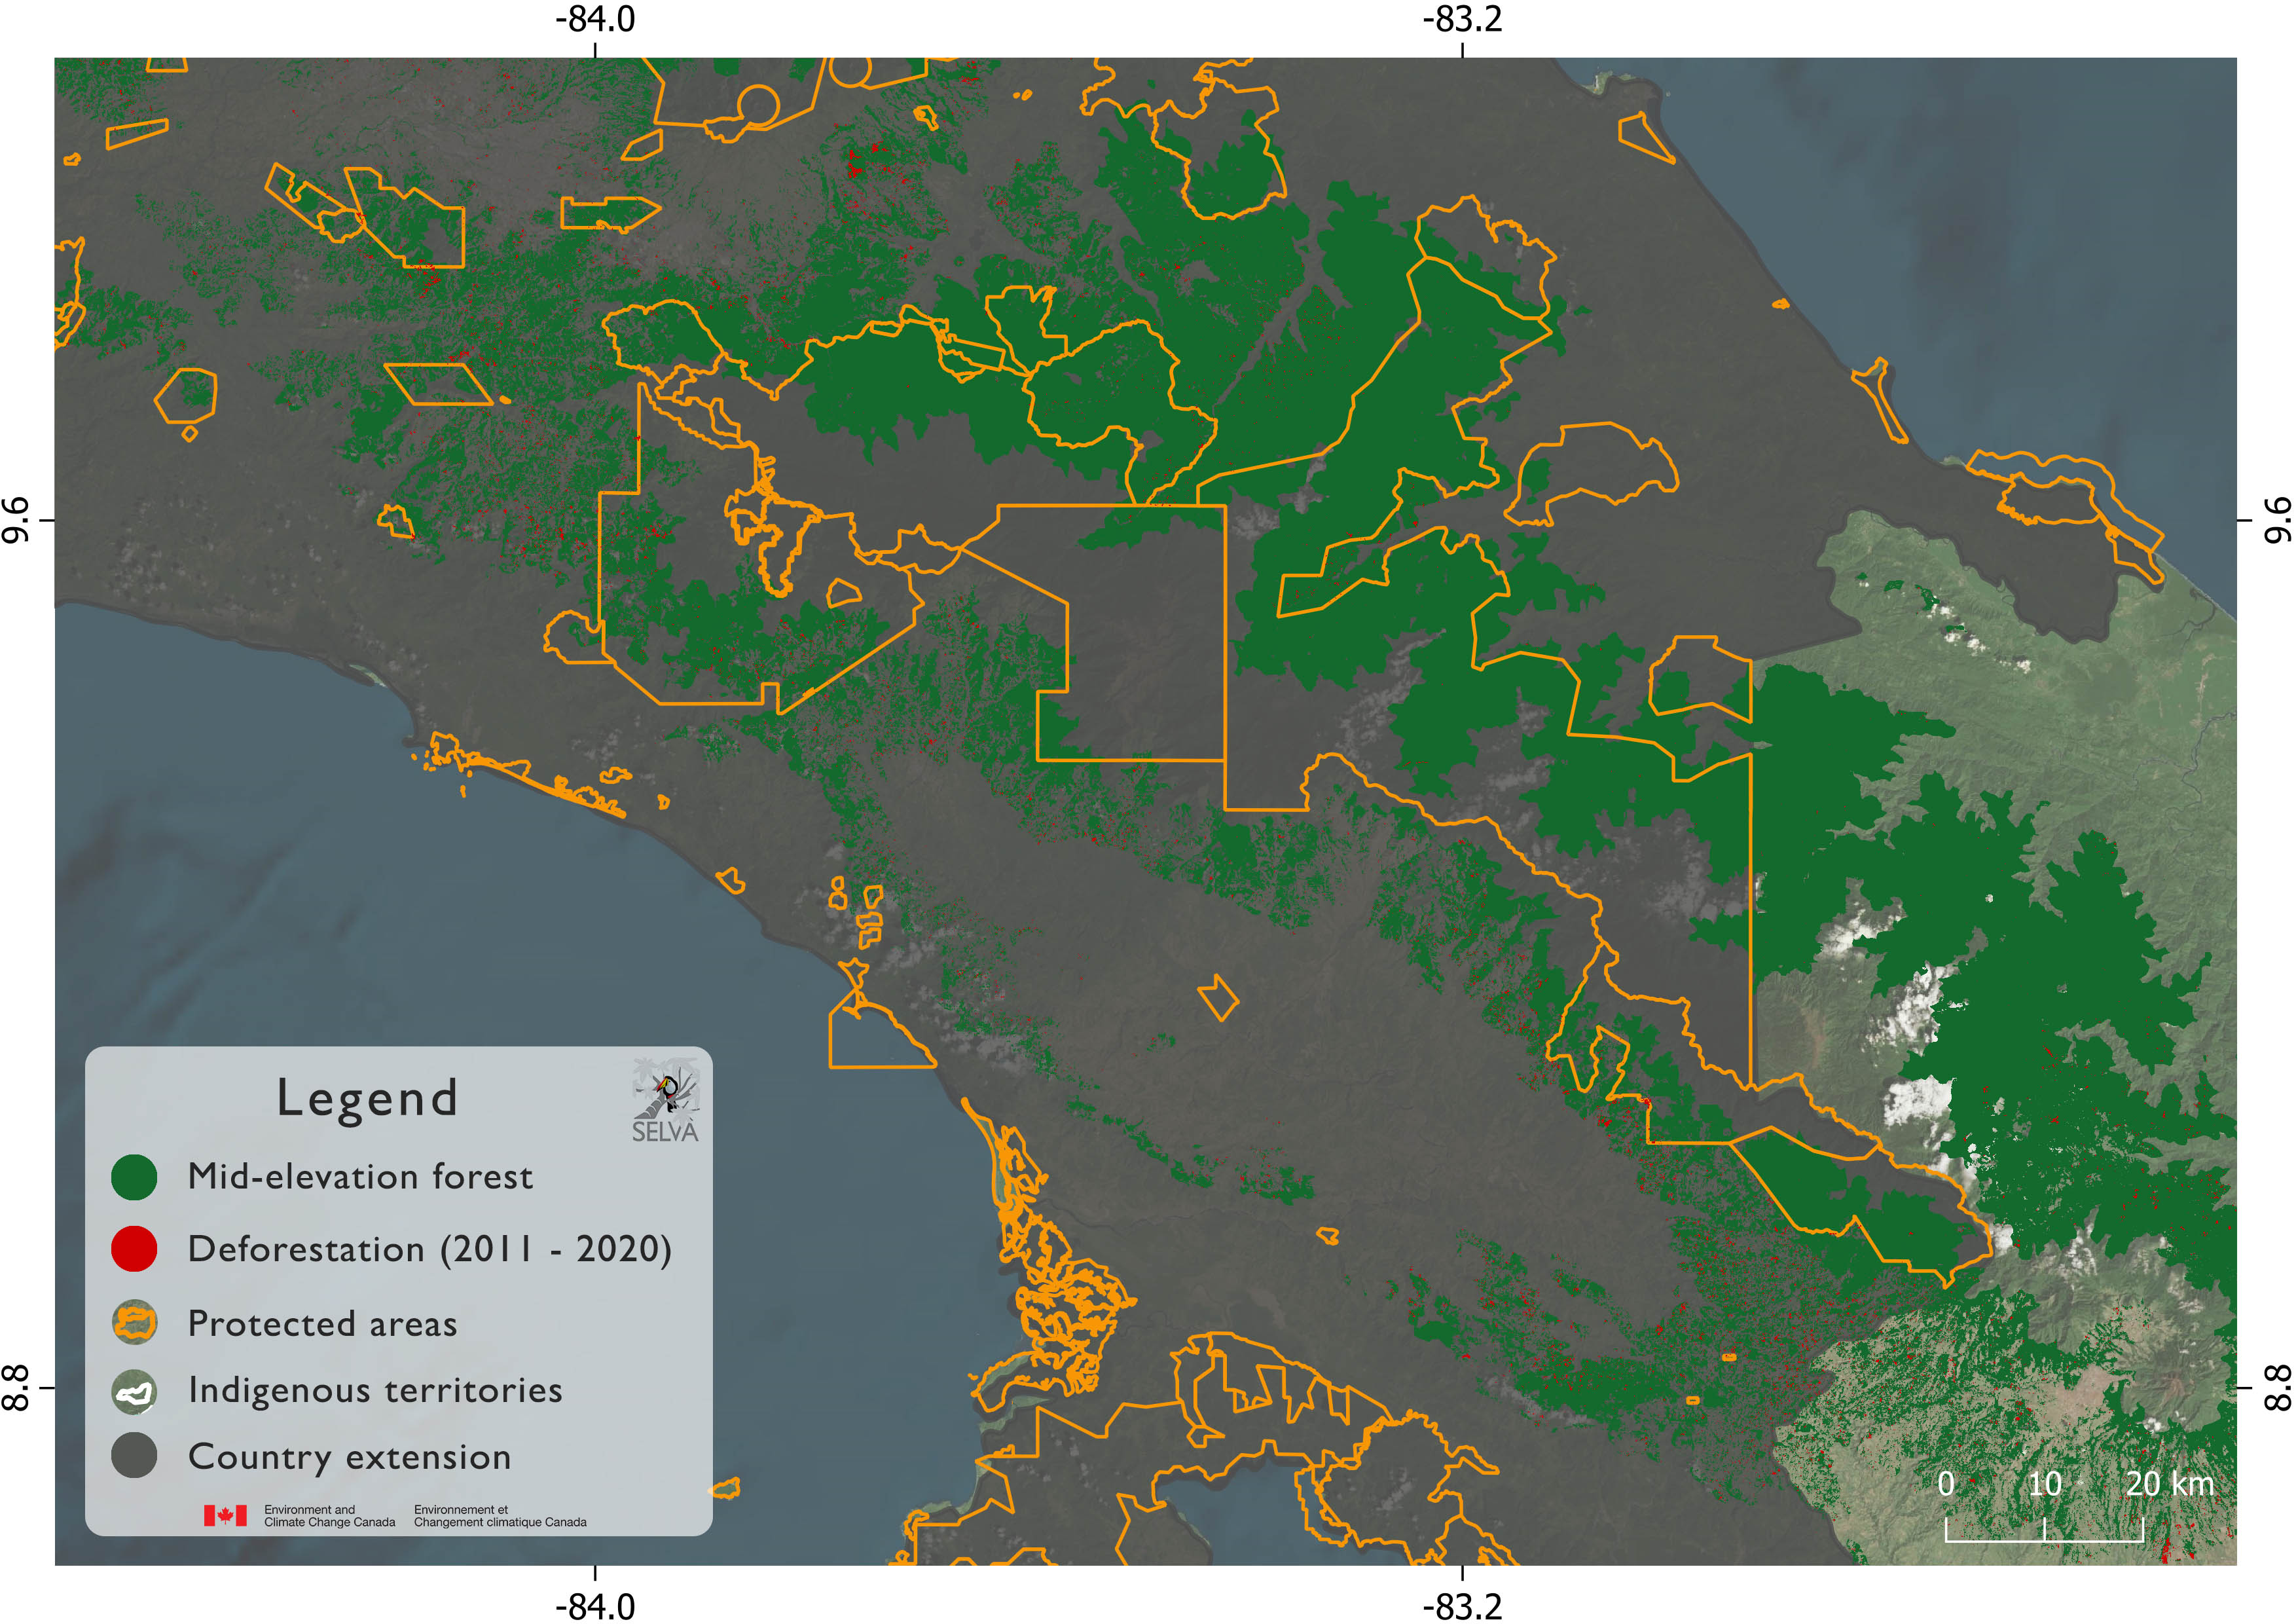 -84.0
-83.2
9.6
9.6
Legend
SELVA
Mid-elevation forest
Deforestation (2011 - 2020)
Protected areas
Indigenous territories
Country extension
Environment and
Climate Change Canada
Environnement et
Changement climatique Canada
8.8
8.8
0 10 20 km
-84.0
-83.2